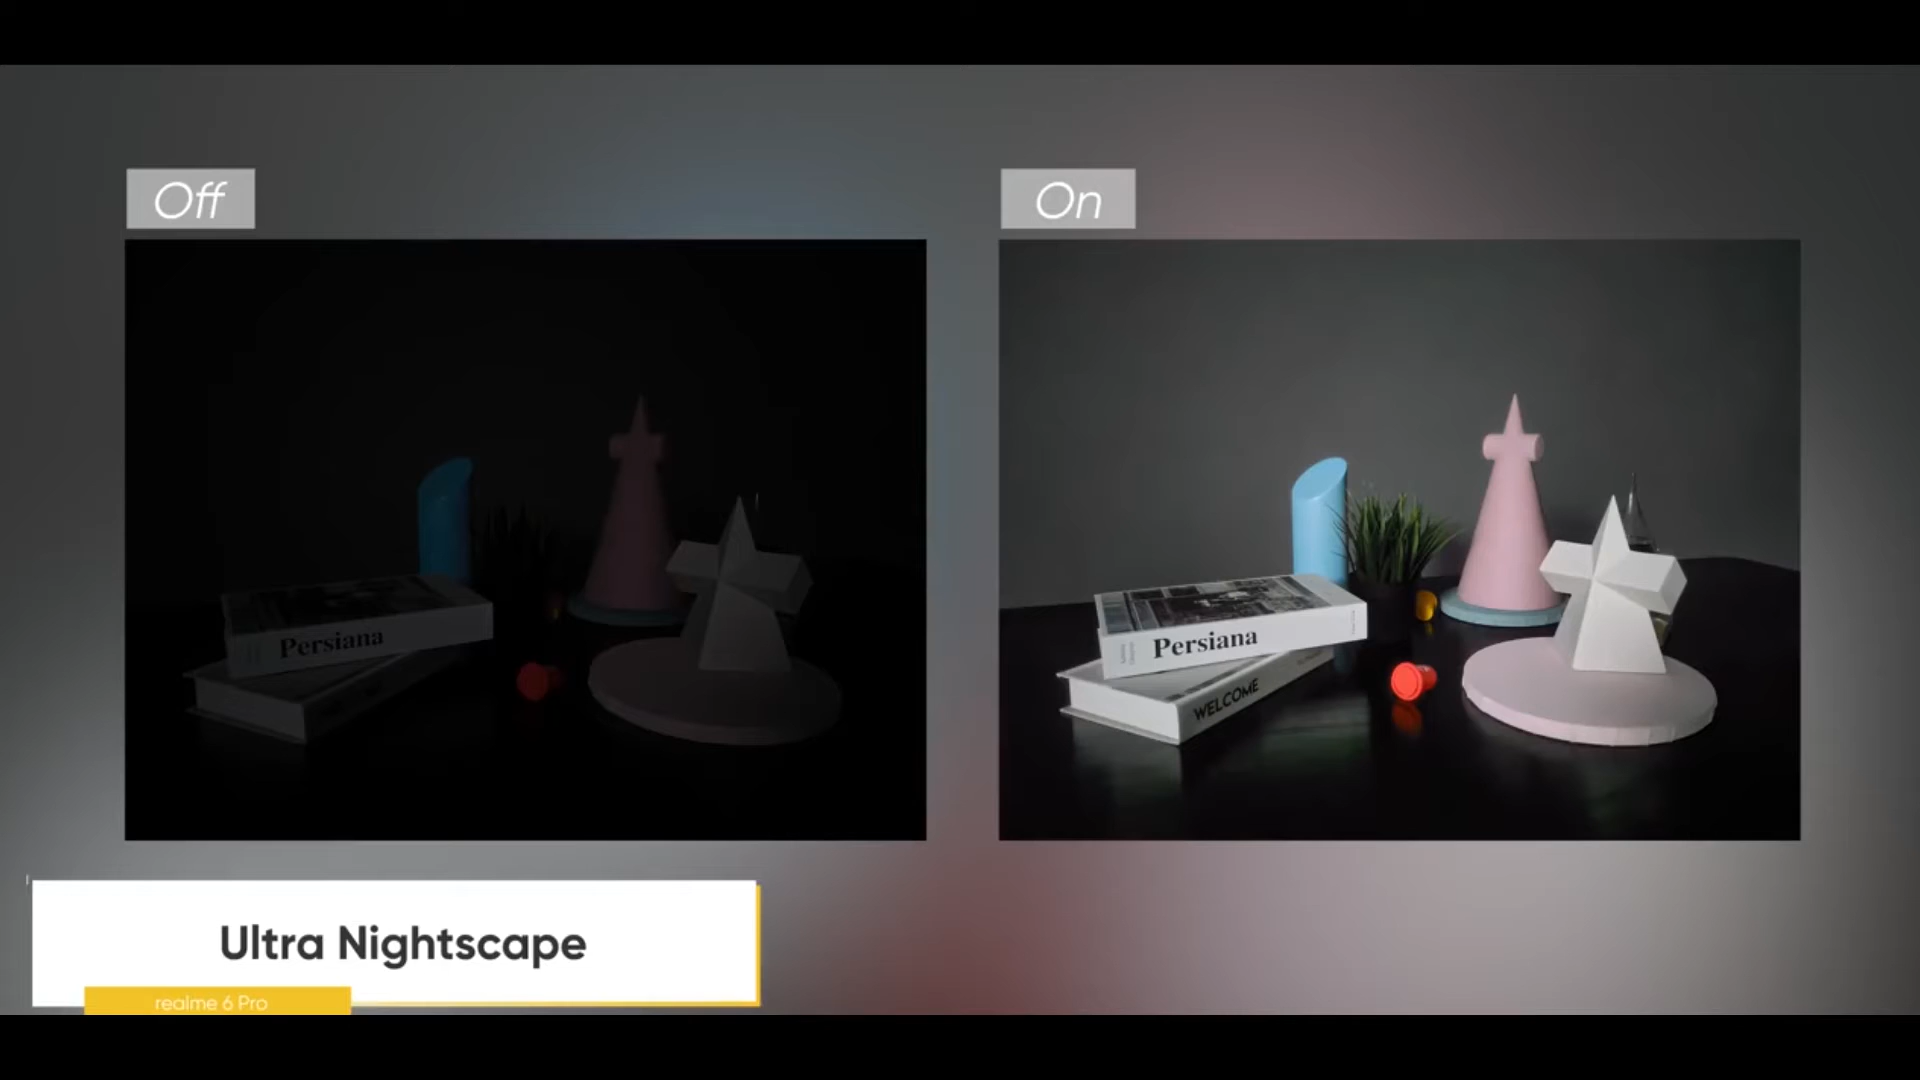 Off
On
Persiana
Persiana
WELCOME
Ultra Nightscape
realme 6 Pro